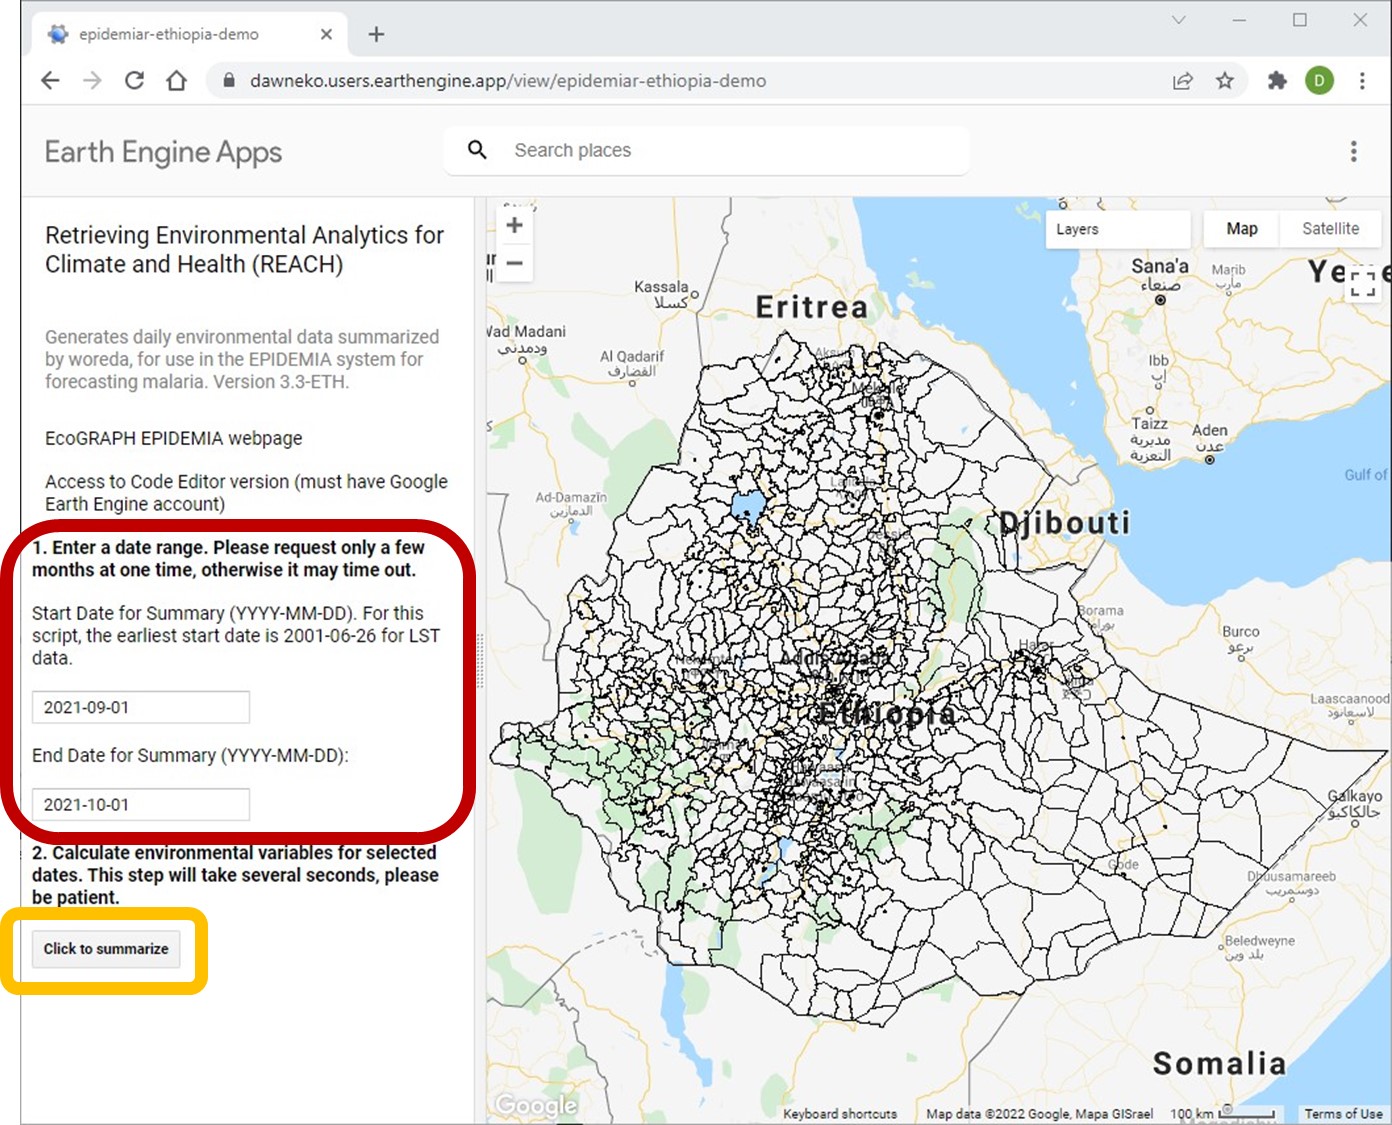 epidemiar-ethiopia-demo
dawneko.users.earthengine.app/view/epidemiar-ethiopia-demo
D
Earth Engine Apps
Search places
Retrieving Environmental Analytics for
Climate and Health (REACH)
Generates daily environmental data summarized
by woreda, for use in the EPIDEMIA system for
forecasting malaria. Version 3.3-ETH.
EcoGRAPH EPIDEMIA webpage
Access to Code Editor version (must have Google
Earth Engine account)
1. Enter a date range. Please request only a few
months at one time, otherwise it may time out.
Start Date for Summary (YYYY-MM-DD). For this
script, the earliest start date is 2001-06-26 for LST
data.
2021-09-01
End Date for Summary (YYYY-MM-DD):
2021-10-01
2. Calculate environmental variables for selected
dates. This step will take several seconds, please
be patient.
Click to summarize
+
−
Layers
Map
Satellite
Kassala
كسلا
Eritrea
Sana'a
صنعاء
Marib
مأرب
Wad Madani
ودمدني
Al Qadarif
القضارف
Ibb
إب
Taizz
مديرية
التعزية
Aden
عدن
Gulf of
Ad-Damazin
الدمازين
Djibouti
Borama
Burco
برعو
Harar
Addis Ababa
Ethiopia
Laascaanood
لاسعانود
Galkayo
جالكاكيو
Gode
Dhuusamareeb
دوسمريب
Beledweyne
بلد وين
Somalia
Google
Keyboard shortcuts
Map data ©2022 Google, Mapa GISrael
100 km
Terms of Use